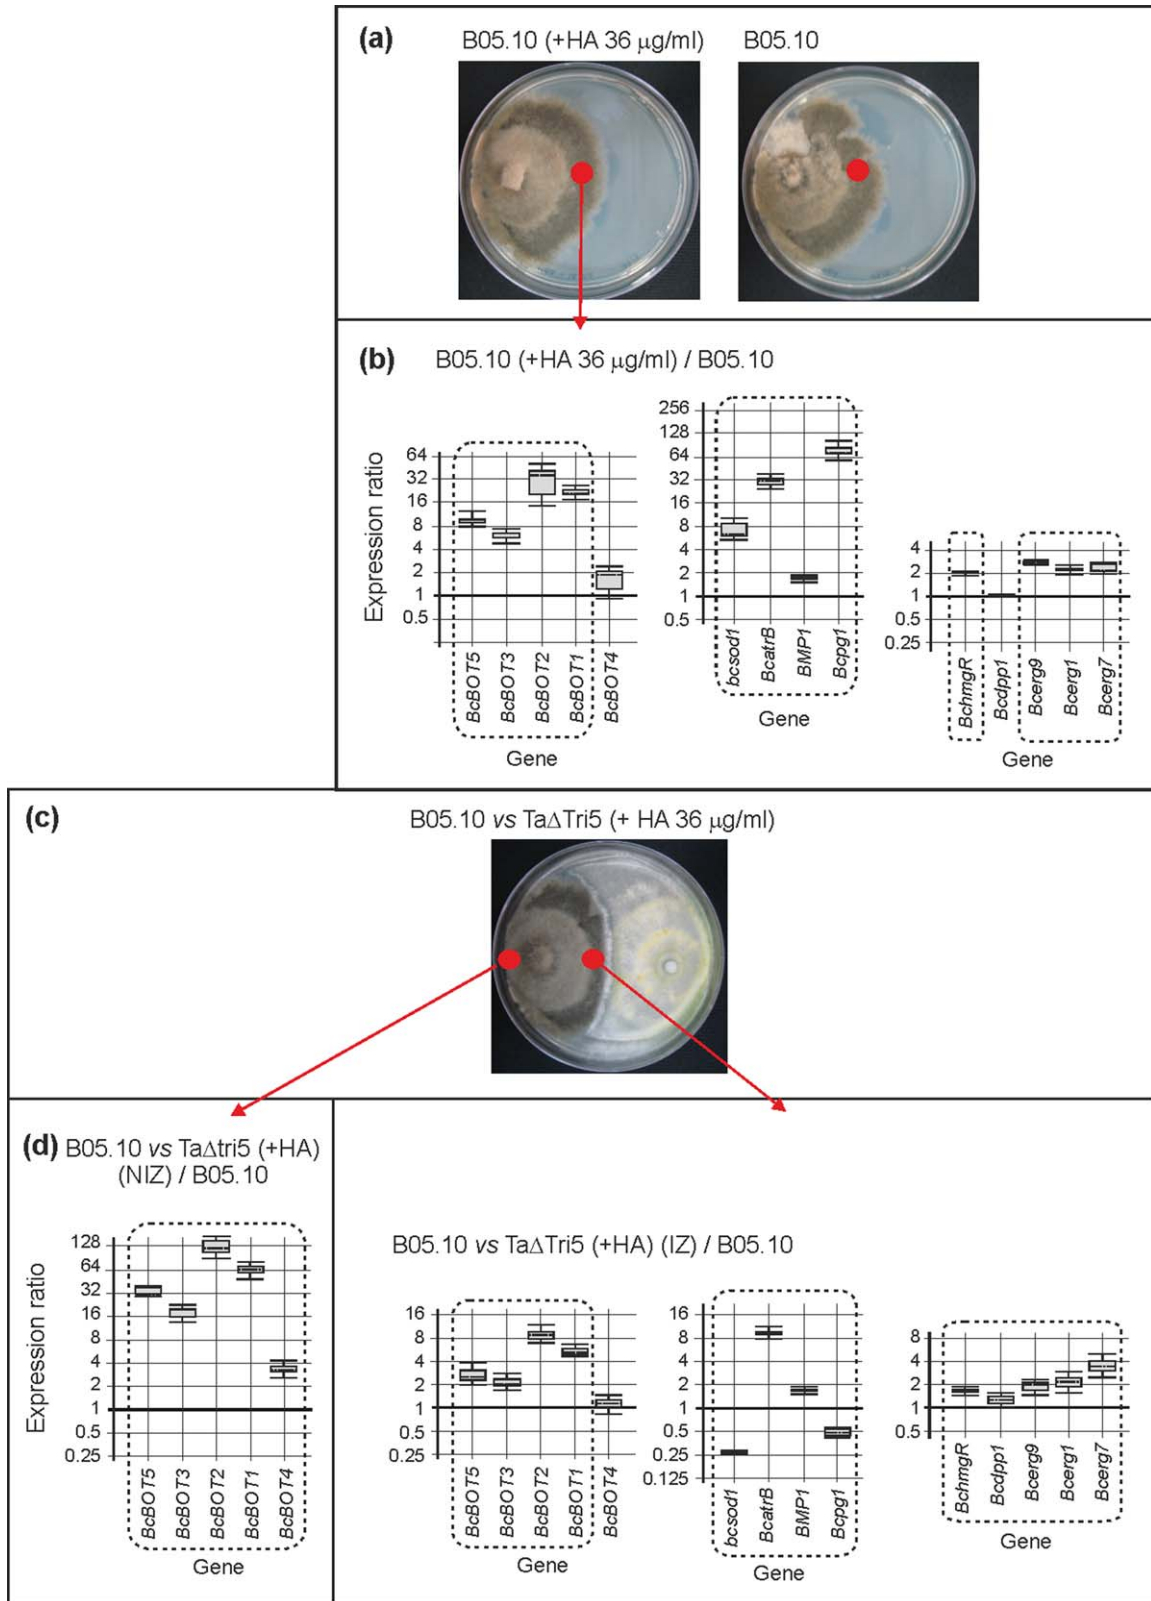 (a)
B05.10 (+HA 36 μg/ml)
B05.10
(b)
B05.10 (+HA 36 μg/ml) / B05.10
Expression ratio
64
32
16
8
4
2
1
0.5
BcBOT5
BcBOT3
BcBOT2
BcBOT1
BcBOT4
Gene
256
128
64
32
16
8
4
2
1
0.5
bcsod1
BcatrB
BMP1
Bcpg1
Gene
4
2
1
0.5
0.25
BchmgR
Bcdpp1
Bcerg9
Bcerg1
Bcerg7
Gene
(c)
B05.10 vs TaΔTri5 (+ HA 36 μg/ml)
(d)
B05.10 vs TaΔtri5 (+HA)
(NIZ) / B05.10
Expression ratio
128
64
32
16
8
4
2
1
0.5
0.25
BcBOT5
BcBOT3
BcBOT2
BcBOT1
BcBOT4
Gene
B05.10 vs TaΔTri5 (+HA) (IZ) / B05.10
16
8
4
2
1
0.5
0.25
BcBOT5
BcBOT3
BcBOT2
BcBOT1
BcBOT4
Gene
16
8
4
2
1
0.5
0.25
0.125
bcsod1
BcatrB
BMP1
Bcpg1
Gene
8
4
2
1
0.5
BchmgR
Bcdpp1
Bcerg9
Bcerg1
Bcerg7
Gene